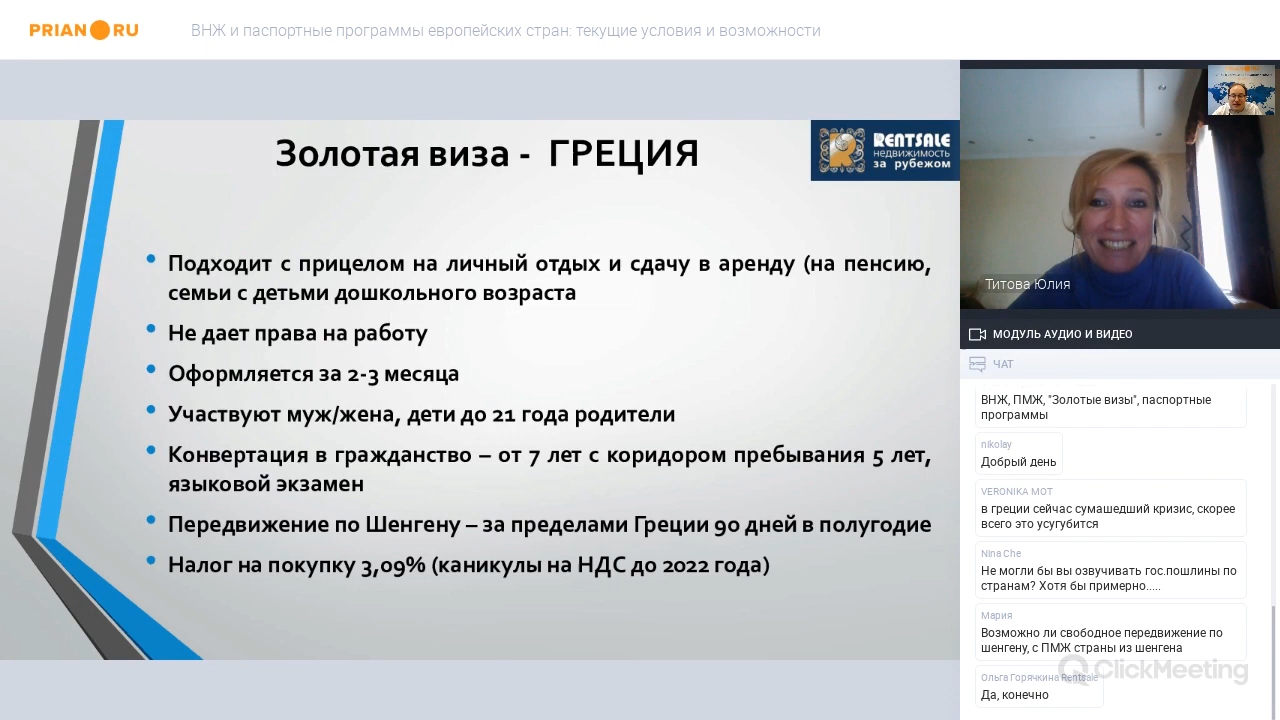 PRIAN RU
ВНЖ и паспортные программы европейских стран: текущие условия и возможности
Золотая виза - ГРЕЦИЯ
RENTSALE
недвижимость
за рубежом
Подходит с прицелом на личный отдых и сдачу в аренду (на пенсию,
семьи с детьми дошкольного возраста
Не дает права на работу
Оформляется за 2-3 месяца
Участвуют муж/жена, дети до 21 года родители
Конвертация в гражданство – от 7 лет с коридором пребывания 5 лет,
языковой экзамен
Передвижение по Шенгену – за пределами Греции 90 дней в полугодие
Налог на покупку 3,09% (каникулы на НДС до 2022 года)
Титова Юлия
МОДУЛЬ АУДИО И ВИДЕО
ЧАТ
ВНЖ, ПМЖ, "Золотые визы", паспортные
программы
nikolay
Добрый день
VERONIKA MOT
в греции сейчас сумашедший кризис, скорее
всего это усугубится
Nina Che
Не могли бы вы озвучивать гос.пошлины по
странам? Хотя бы примерно.....
Мария
Возможно ли свободное передвижение по
шенгену, с ПМЖ страны из шенгена
Ольга Горячкина Rentsale
Да, конечно
ClickMeeting